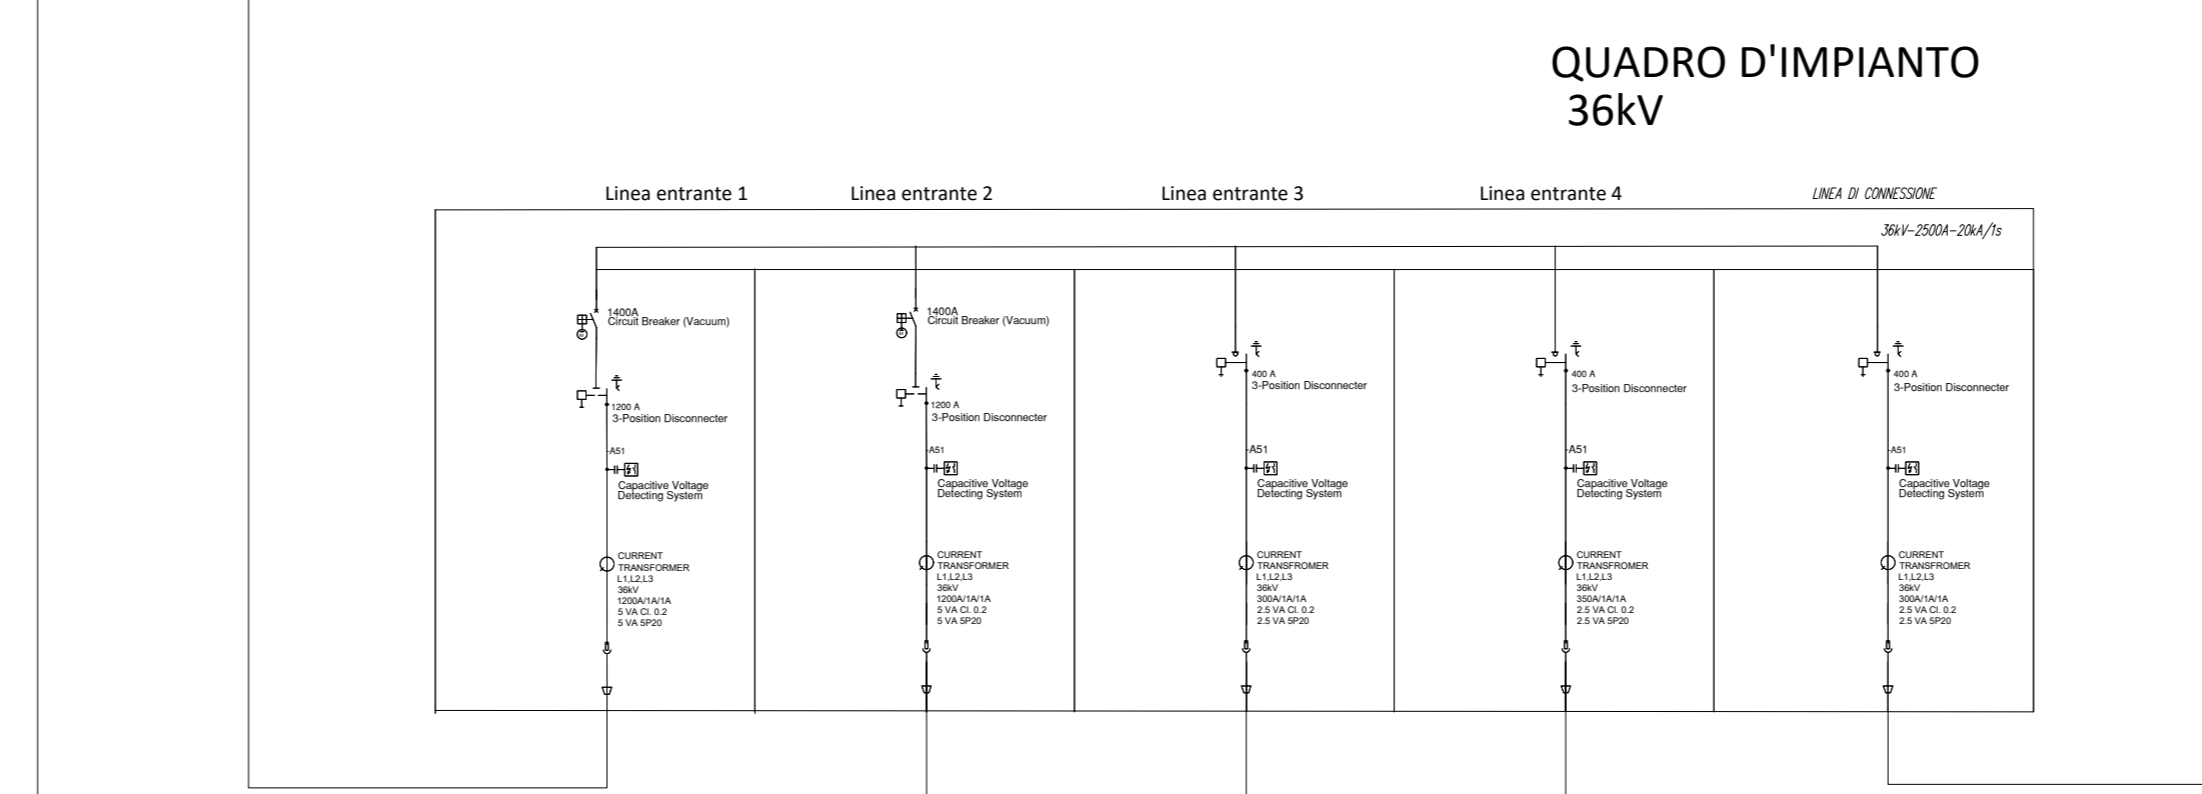 QUADRO D'IMPIANTO
36kV
Linea entrante 1
Linea entrante 2
Linea entrante 3
Linea entrante 4
LINEA DI CONNESSIONE
36kV-2500A-20kA/1s
1400A
Circuit Breaker (Vacuum)
1200 A
3-Position Disconnecter
-A51
Capacitive Voltage
Detecting System
CURRENT
TRANSFORMER
L1,L2,L3
36kV
1200A/1A/1A
5 VA Cl. 0.2
5 VA 5P20
1400A
Circuit Breaker (Vacuum)
1200 A
3-Position Disconnecter
-A51
Capacitive Voltage
Detecting System
CURRENT
TRANSFORMER
L1,L2,L3
36kV
1200A/1A/1A
5 VA Cl. 0.2
5 VA 5P20
400 A
3-Position Disconnecter
-A51
Capacitive Voltage
Detecting System
CURRENT
TRANSFROMER
L1,L2,L3
36kV
300A/1A/1A
2.5 VA Cl. 0.2
2.5 VA 5P20
400 A
3-Position Disconnecter
-A51
Capacitive Voltage
Detecting System
CURRENT
TRANSFROMER
L1,L2,L3
36kV
350A/1A/1A
2.5 VA Cl. 0.2
2.5 VA 5P20
400 A
3-Position Disconnecter
-A51
Capacitive Voltage
Detecting System
CURRENT
TRANSFROMER
L1,L2,L3
36kV
300A/1A/1A
2.5 VA Cl. 0.2
2.5 VA 5P20